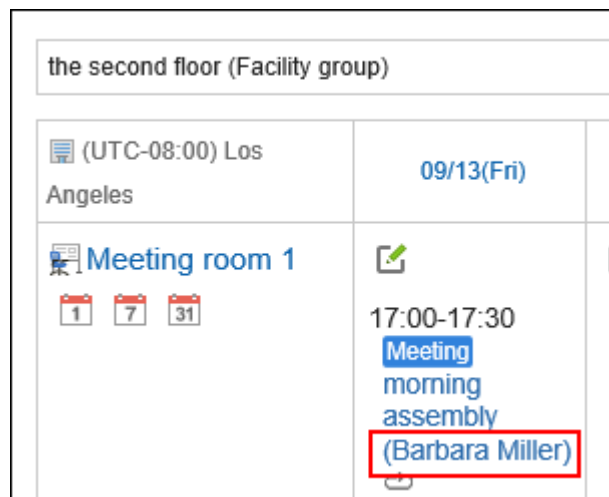 the second floor (Facility group)
(UTC-08:00) Los
Angeles
09/13(Fri)
Meeting room 1
1 7 31
17:00-17:30
Meeting
morning
assembly
(Barbara Miller)